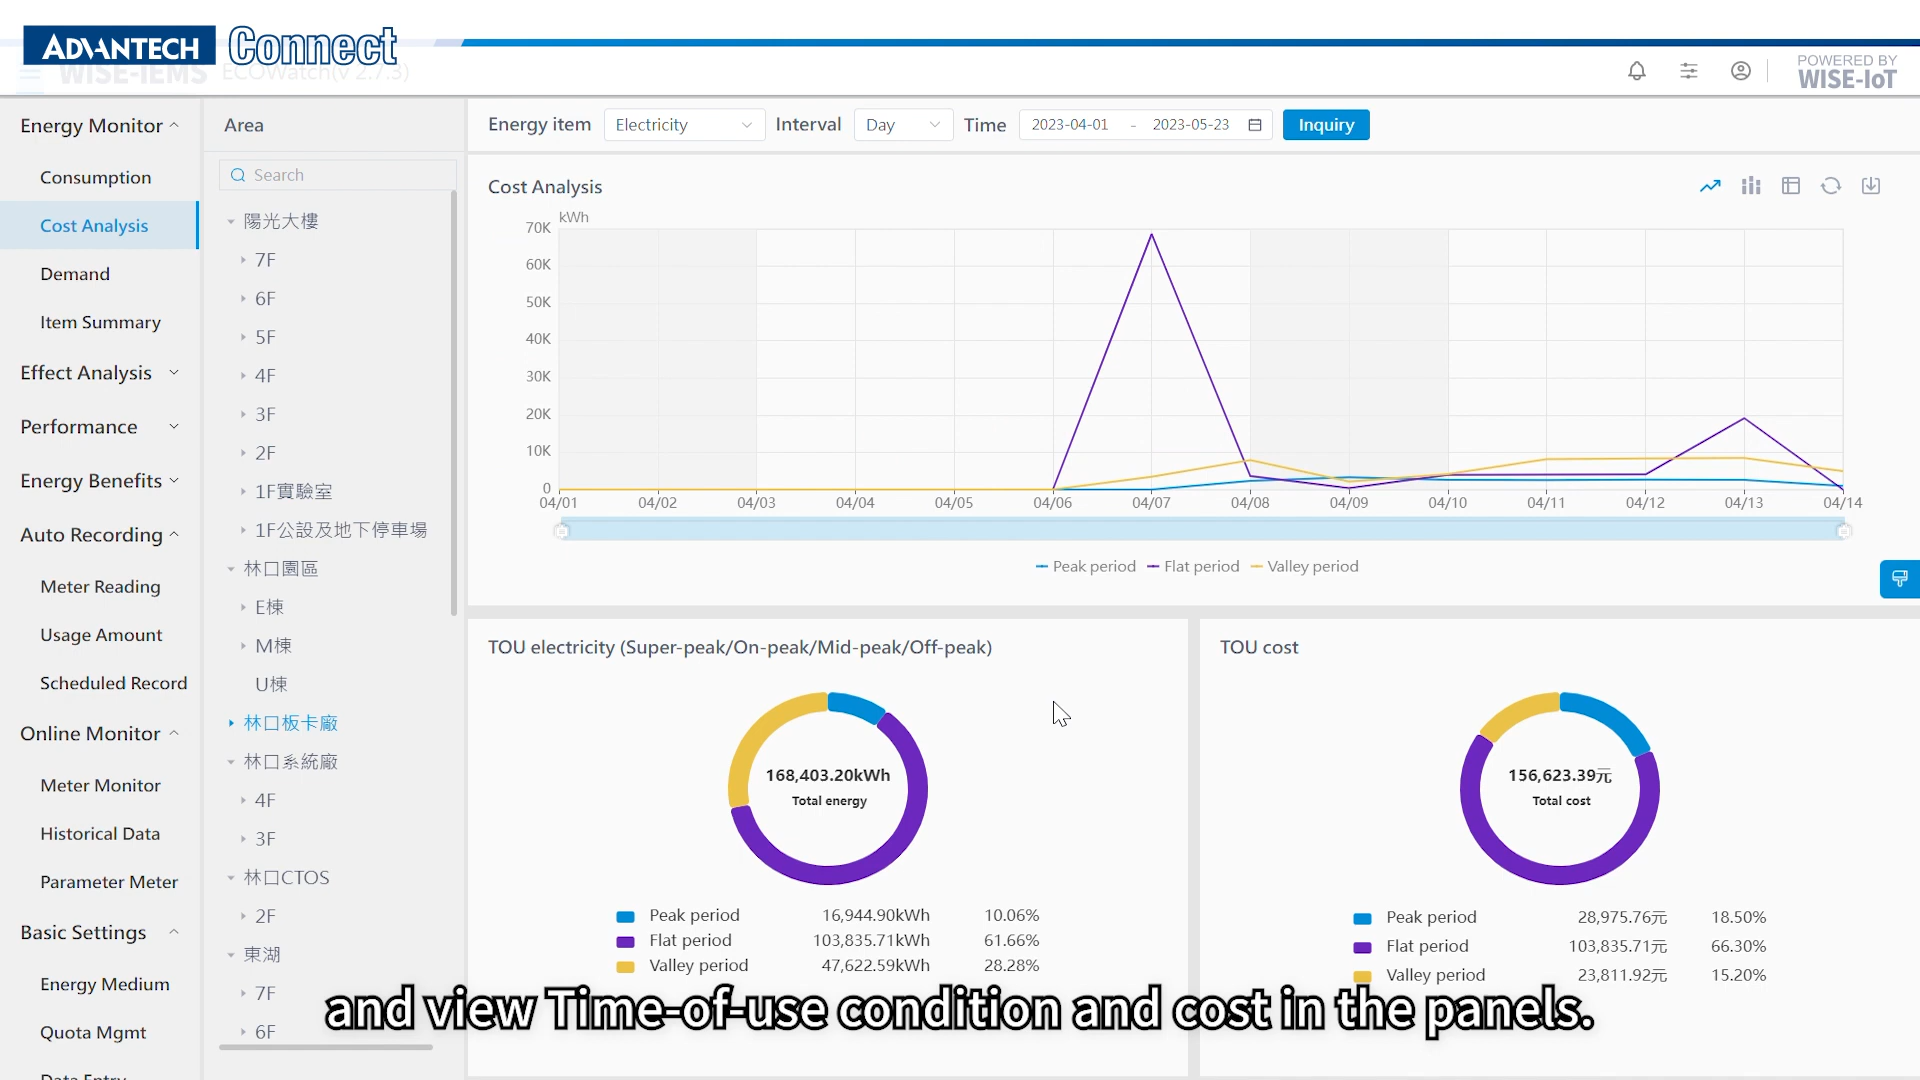 ADVANTECH Connect
WISE-IEMS ECOWatch(V 2.7.3)
POWERED BY
WISE-IoT
Energy Monitor
Consumption
Cost Analysis
Demand
Item Summary
Effect Analysis
Performance
Energy Benefits
Auto Recording
Meter Reading
Usage Amount
Scheduled Record
Online Monitor
Meter Monitor
Historical Data
Parameter Meter
Basic Settings
Energy Medium
Quota Mgmt
Data Entry
Area
Search
陽光大樓
7F
6F
5F
4F
3F
2F
1F實驗室
1F公設及地下停車場
林口園區
E棟
M棟
U棟
林口板卡廠
林口系統廠
4F
3F
林口CTOS
2F
東湖
7F
6F
Energy item Electricity Interval Day Time 2023-04-01 - 2023-05-23 Inquiry
Cost Analysis
kWh
70K
60K
50K
40K
30K
20K
10K
0
04/01 04/02 04/03 04/04 04/05 04/06 04/07 04/08 04/09 04/10 04/11 04/12 04/13 04/14
Peak period Flat period Valley period
TOU electricity (Super-peak/On-peak/Mid-peak/Off-peak)
168,403.20kWh
Total energy
Peak period 16,944.90kWh 10.06%
Flat period 103,835.71kWh 61.66%
Valley period 47,622.59kWh 28.28%
TOU cost
156,623.39元
Total cost
Peak period 28,975.76元 18.50%
Flat period 103,835.71元 66.30%
Valley period 23,811.92元 15.20%
and view Time-of-use condition and cost in the panels.